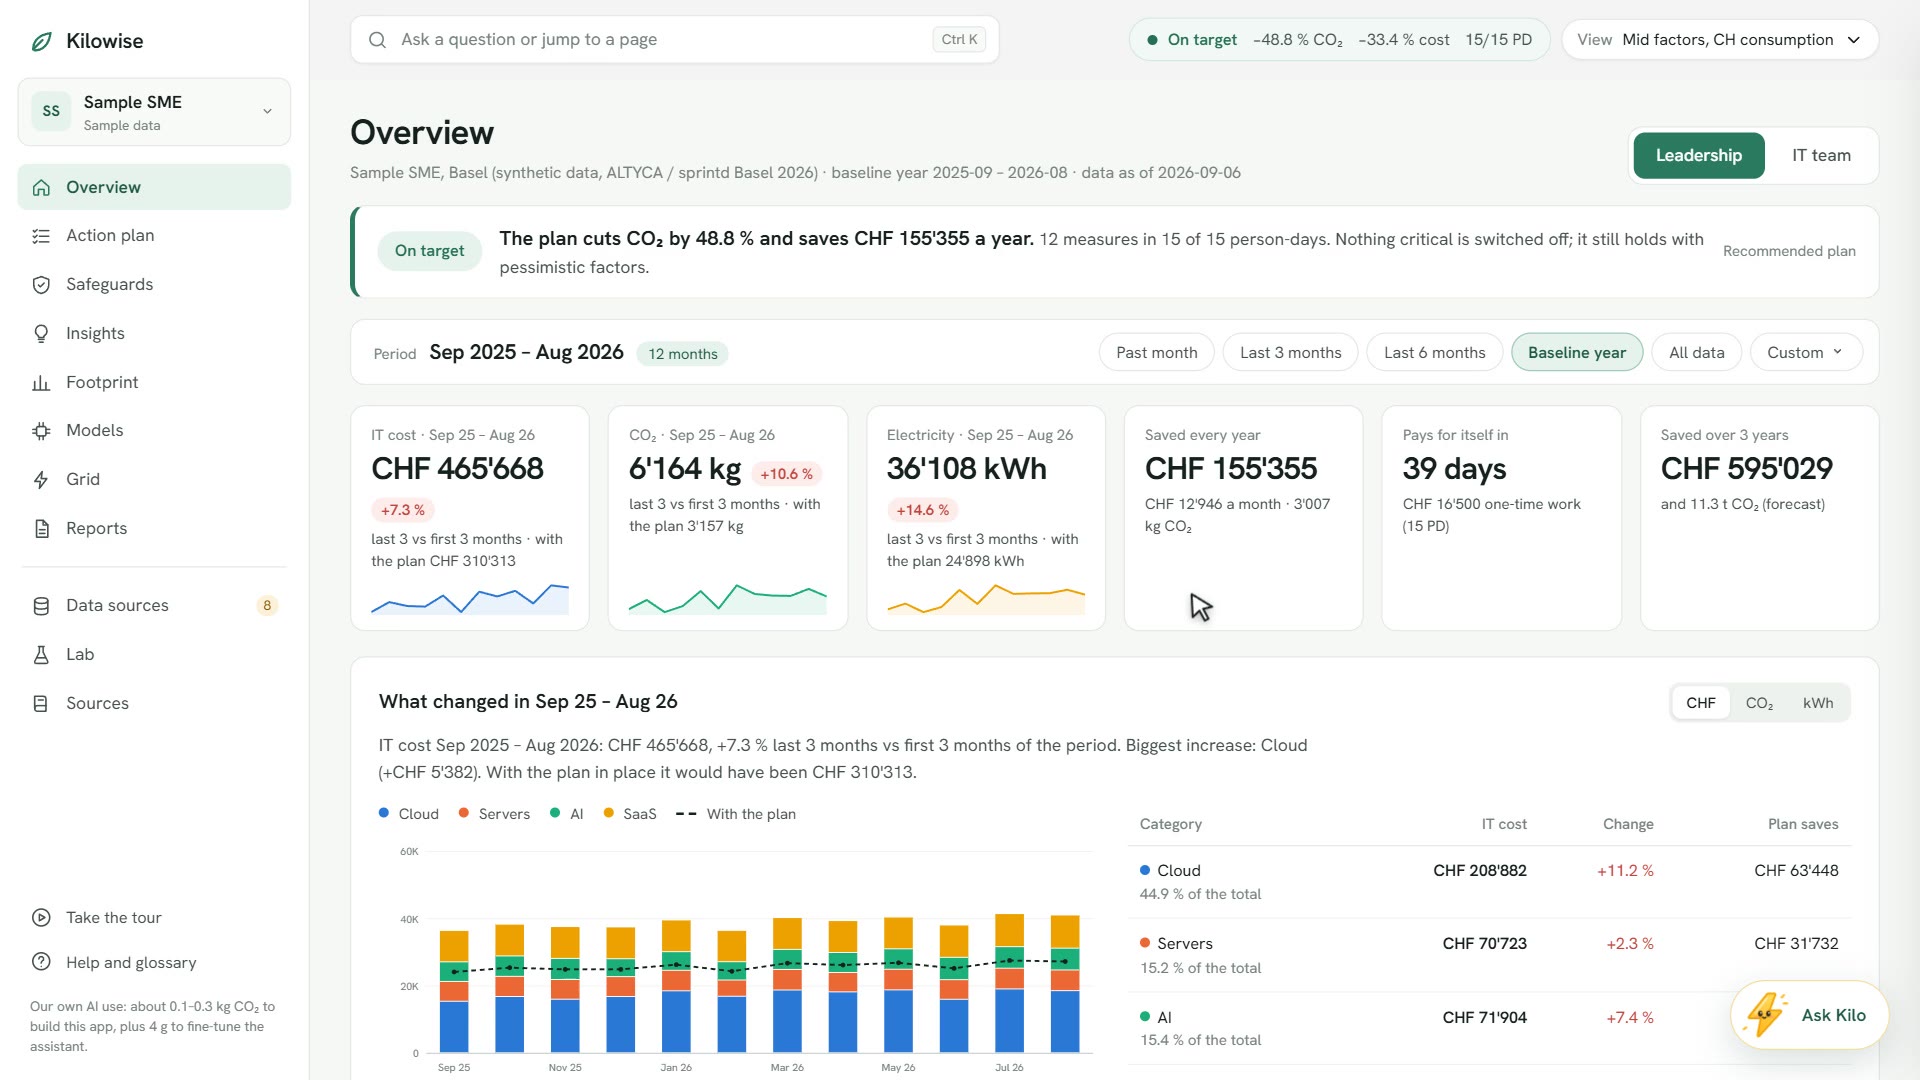 Kilowise
Ask a question or jump to a page
Ctrl K
On target −48.8 % CO₂ −33.4 % cost 15/15 PD
View Mid factors, CH consumption
SS
Sample SME
Sample data
Overview
Action plan
Safeguards
Insights
Footprint
Models
Grid
Reports
Data sources 8
Lab
Sources
Take the tour
Help and glossary
Our own AI use: about 0.1–0.3 kg CO₂ to
build this app, plus 4 g to fine-tune the
assistant.
Overview
Sample SME, Basel (synthetic data, ALTYCA / sprintd Basel 2026) · baseline year 2025-09 – 2026-08 · data as of 2026-09-06
Leadership
IT team
On target
The plan cuts CO₂ by 48.8 % and saves CHF 155'355 a year. 12 measures in 15 of 15 person-days. Nothing critical is switched off; it still holds with
pessimistic factors.
Recommended plan
Period Sep 2025 – Aug 2026 12 months
Past month
Last 3 months
Last 6 months
Baseline year
All data
Custom
IT cost · Sep 25 – Aug 26
CHF 465'668
+7.3 %
last 3 vs first 3 months · with
the plan CHF 310'313
CO₂ · Sep 25 – Aug 26
6'164 kg +10.6 %
last 3 vs first 3 months · with
the plan 3'157 kg
Electricity · Sep 25 – Aug 26
36'108 kWh
+14.6 %
last 3 vs first 3 months · with
the plan 24'898 kWh
Saved every year
CHF 155'355
CHF 12'946 a month · 3'007
kg CO₂
Pays for itself in
39 days
CHF 16'500 one-time work
(15 PD)
Saved over 3 years
CHF 595'029
and 11.3 t CO₂ (forecast)
What changed in Sep 25 – Aug 26
CHF
CO₂
kWh
IT cost Sep 2025 – Aug 2026: CHF 465'668, +7.3 % last 3 months vs first 3 months of the period. Biggest increase: Cloud
(+CHF 5'382). With the plan in place it would have been CHF 310'313.
Cloud Servers AI SaaS With the plan
60K
40K
20K
0
Sep 25 Nov 25 Jan 26 Mar 26 May 26 Jul 26
Category IT cost Change Plan saves
Cloud CHF 208'882 +11.2 % CHF 63'448
44.9 % of the total
Servers CHF 70'723 +2.3 % CHF 31'732
15.2 % of the total
AI CHF 71'904 +7.4 %
15.4 % of the total
Ask Kilo